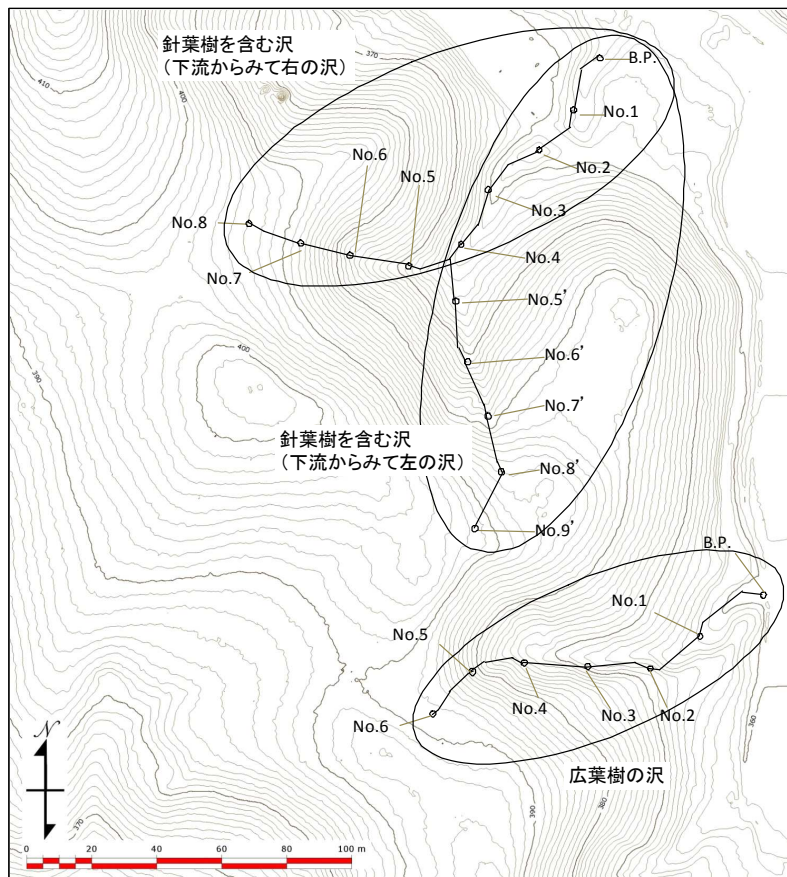 針葉樹を含む沢
（下流からみて右の沢）
370
B.P.
410
400
No.1
No.6
No.2
No.5
No.3
No.8
No.4
No.7
No.5’
400
No.6’
390
No.7’
針葉樹を含む沢
（下流からみて左の沢）
No.8’
No.9’
B.P.
No.1
No.5
No.4
No.3
No.2
No.6
360
広葉樹の沢
N
390
380
370
0 20 40 60 80 100 m